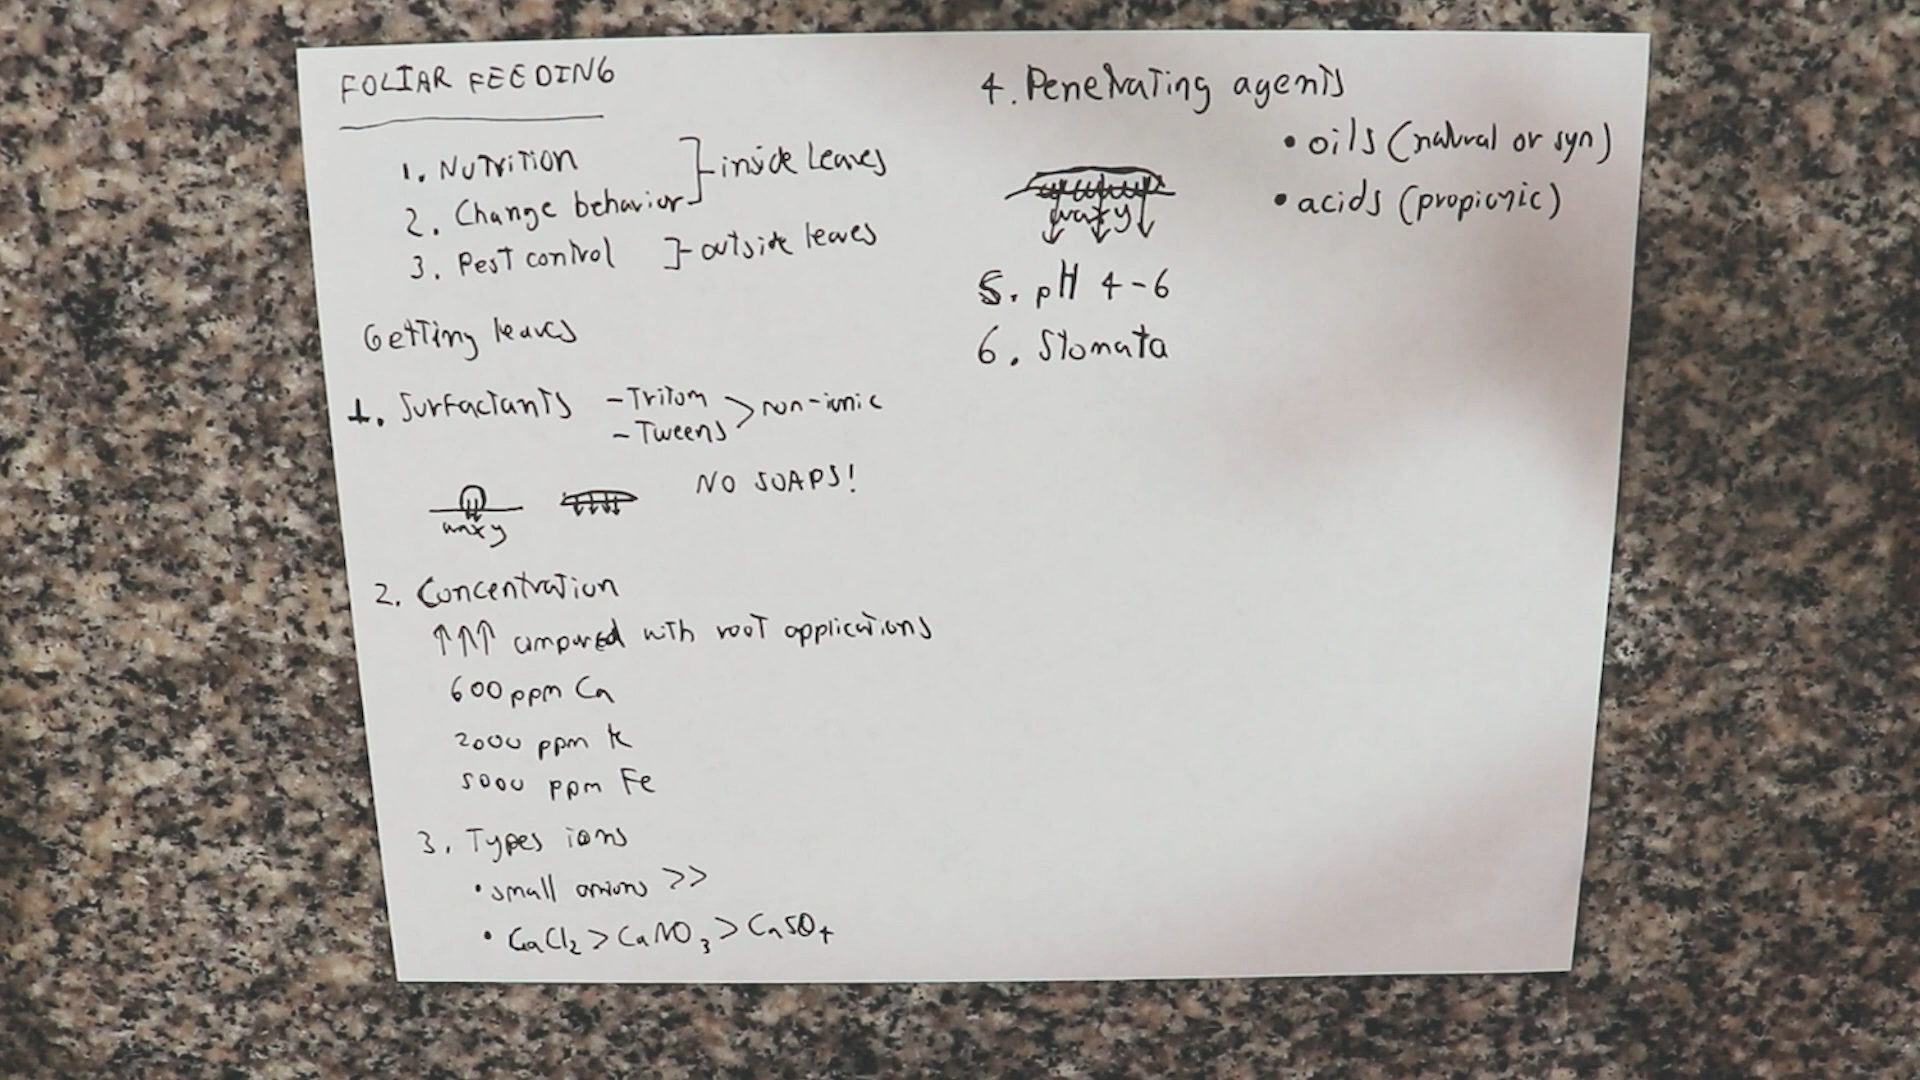 FOLIAR FEEDING
1. Nutrition
2. Change behavior
inside leaves
3. Pest control
outside leaves
Getting leaves
1. Surfactants
- Triton
- Tweens
> non-ionic
NO SOAPS!
waxy
2. Concentration
↑↑↑ compared with root applications
600 ppm Ca
2000 ppm K
5000 ppm Fe
3. Types ions
• small anions >>
• CaCl2 > CaNO3 > CaSO4
4. Penetrating agents
• oils (natural or syn)
• acids (propionic)
waxy
5. pH 4-6
6. Stomata